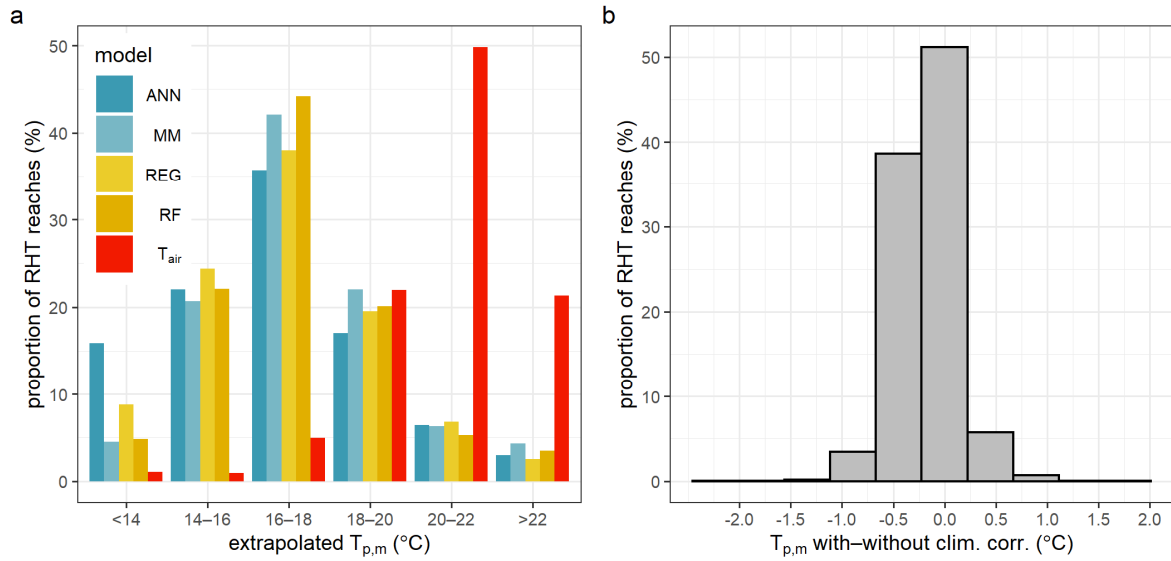 a
proportion of RHT reaches (%)
50
40
30
20
10
0
model
ANN
MM
REG
RF
T_air
<14 14–16 16–18 18–20 20–22 >22
extrapolated T_p,m (°C)
b
proportion of RHT reaches (%)
50
40
30
20
10
0
-2.0 -1.5 -1.0 -0.5 0.0 0.5 1.0 1.5 2.0
T_p,m with–without clim. corr. (°C)